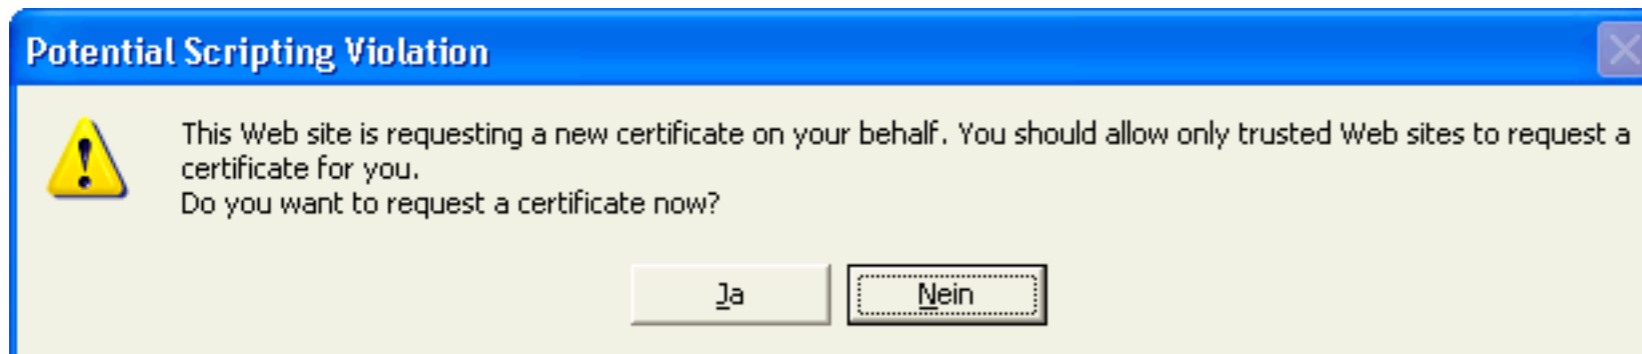 Potential Scripting Violation
This Web site is requesting a new certificate on your behalf. You should allow only trusted Web sites to request a
certificate for you.
Do you want to request a certificate now?
Ja
Nein